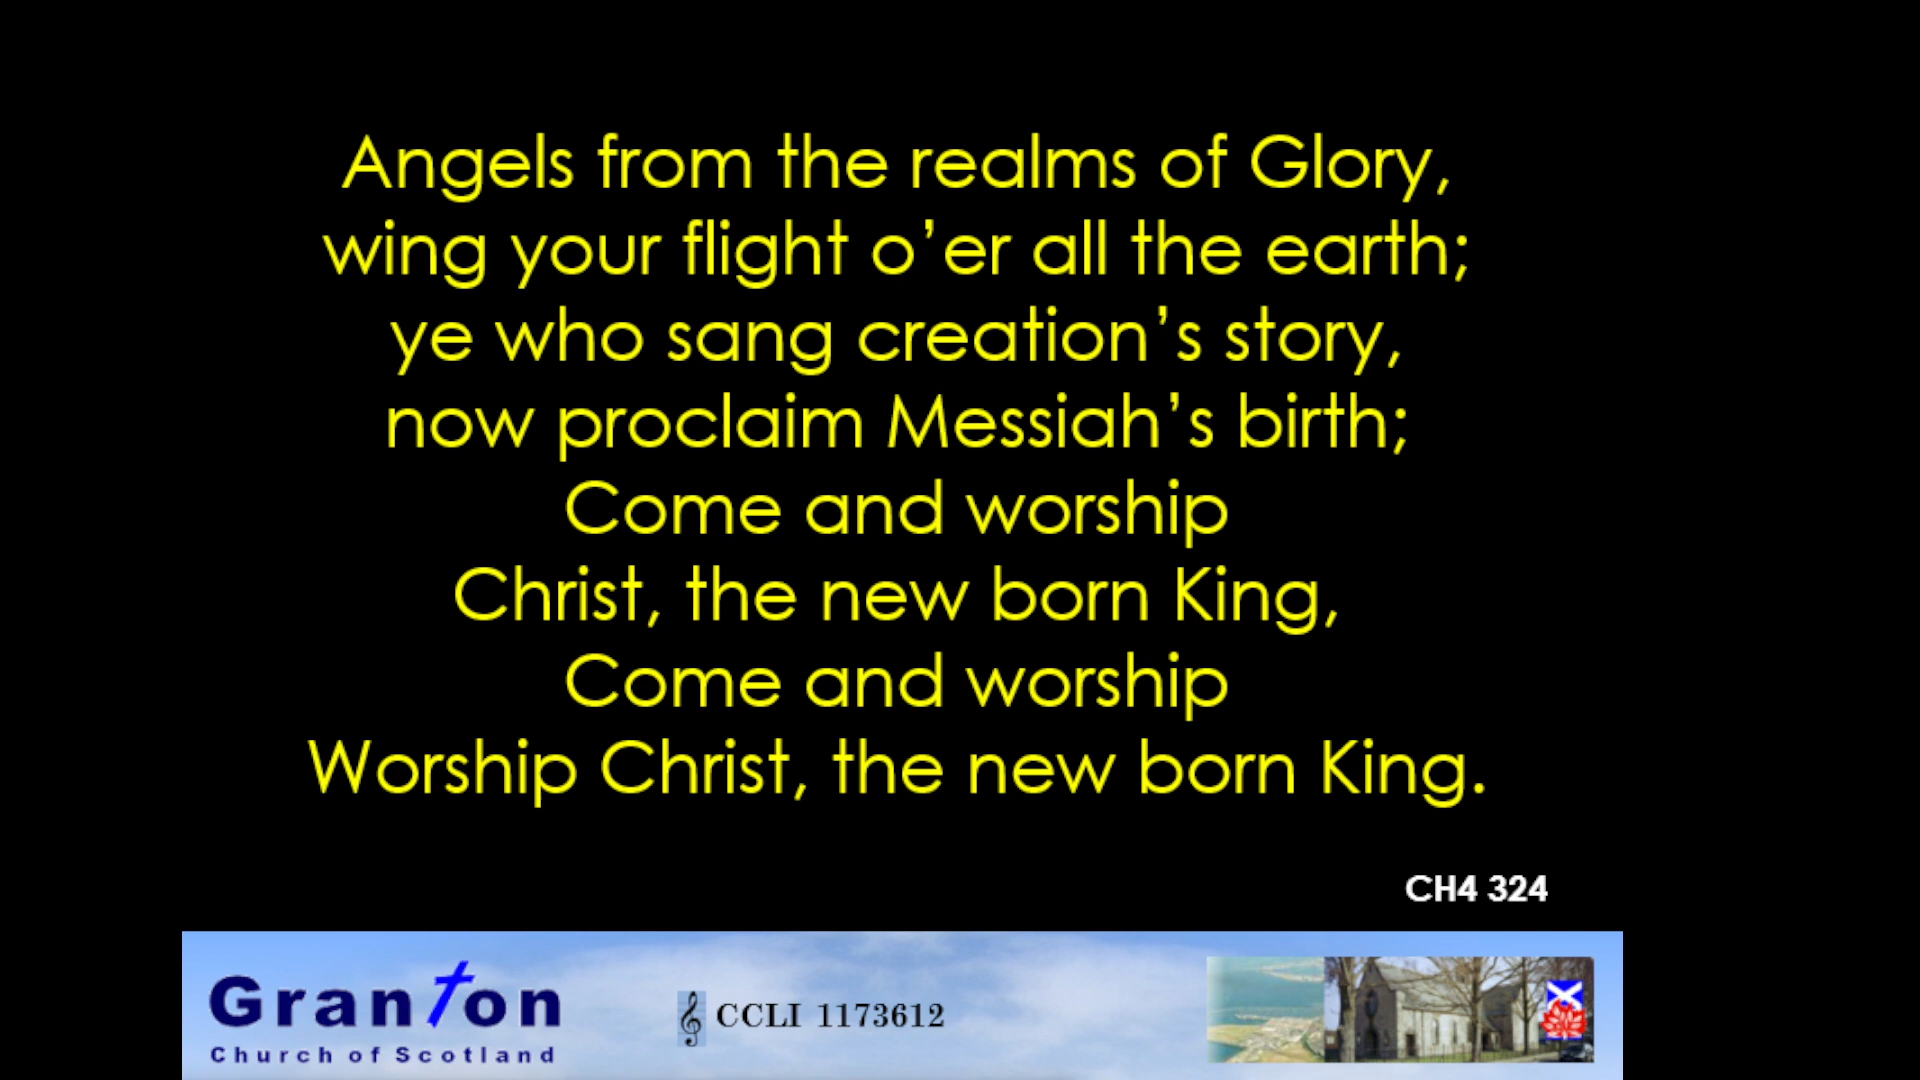 Angels from the realms of Glory,
wing your flight o’er all the earth;
ye who sang creation’s story,
now proclaim Messiah’s birth;
Come and worship
Christ, the new born King,
Come and worship
Worship Christ, the new born King.
CH4 324
Granton
Church of Scotland
CCLI 1173612